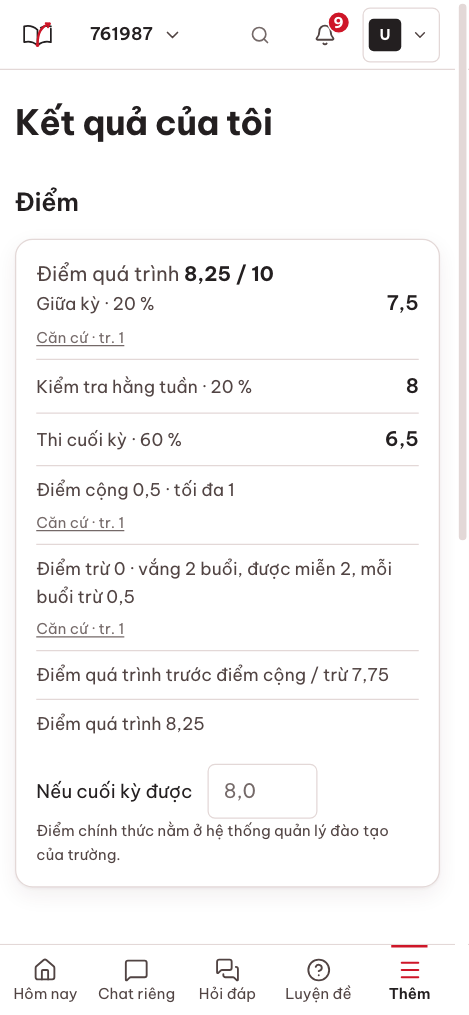 761987
9
U
Kết quả của tôi
Điểm
Điểm quá trình 8,25 / 10
Giữa kỳ · 20 % 7,5
Căn cứ · tr. 1
Kiểm tra hằng tuần · 20 % 8
Thi cuối kỳ · 60 % 6,5
Điểm cộng 0,5 · tối đa 1
Căn cứ · tr. 1
Điểm trừ 0 · vắng 2 buổi, được miễn 2, mỗi
buổi trừ 0,5
Căn cứ · tr. 1
Điểm quá trình trước điểm cộng / trừ 7,75
Điểm quá trình 8,25
Nếu cuối kỳ được 8,0
Điểm chính thức nằm ở hệ thống quản lý đào tạo
của trường.
Hôm nay Chat riêng Hỏi đáp Luyện đề Thêm